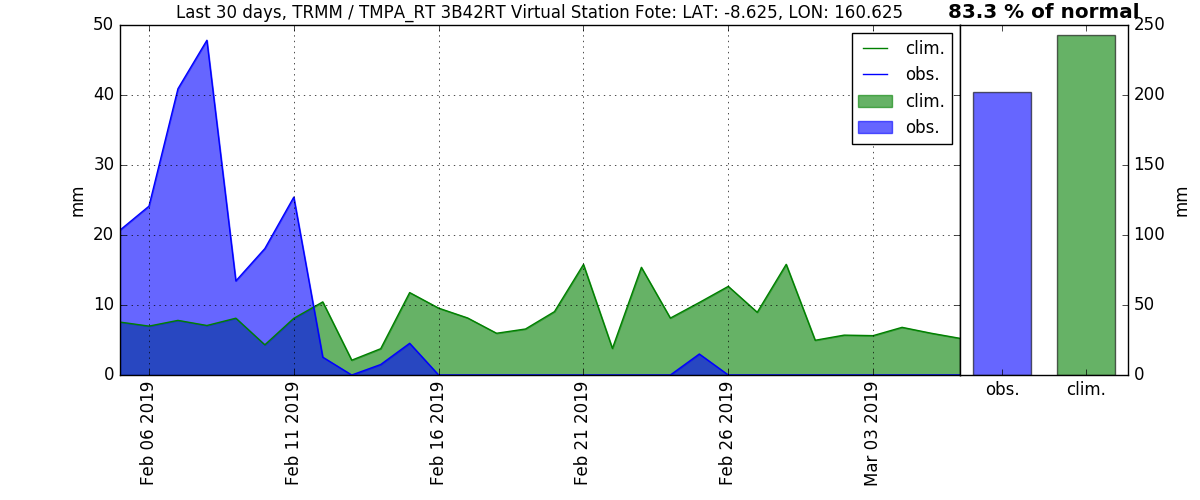 Last 30 days, TRMM / TMPA_RT 3B42RT Virtual Station Fote: LAT: -8.625, LON: 160.625
83.3 % of normal
50
40
30
20
10
0
mm
clim.
obs.
clim.
obs.
Feb 06 2019
Feb 11 2019
Feb 16 2019
Feb 21 2019
Feb 26 2019
Mar 03 2019
250
200
150
100
50
0
mm
obs.
clim.